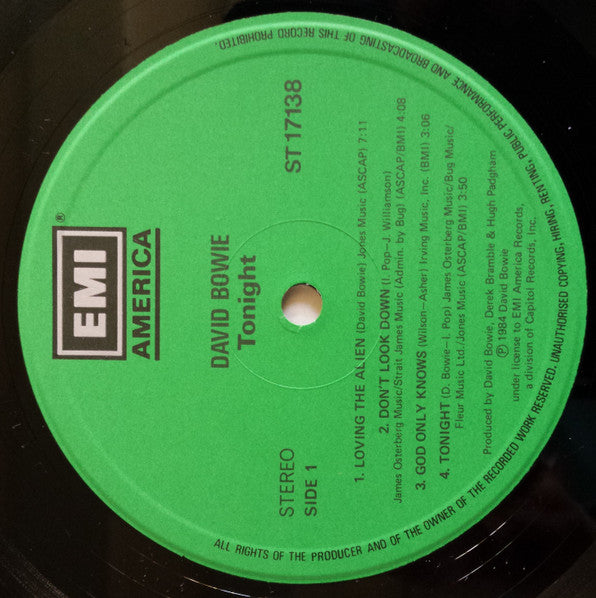 EMI
®
AMERICA
DAVID BOWIE
Tonight
STEREO
SIDE 1
ST 17138
1. LOVING THE ALIEN (David Bowie) Jones Music (ASCAP) 7:11
2. DON'T LOOK DOWN (I. Pop–J. Williamson)
James Osterberg Music/Strait James Music (Admin. by Bug) (ASCAP/BMI) 4:08
3. GOD ONLY KNOWS (Wilson–Asher) Irving Music, Inc. (BMI) 3:06
4. TONIGHT (D. Bowie–I. Pop) James Osterberg Music/Bug Music/
Fleur Music Ltd./Jones Music (ASCAP/BMI) 3:50
Produced by David Bowie, Derek Bramble & Hugh Padgham
℗ 1984 David Bowie
under license to EMI America Records,
a division of Capitol Records, Inc.
ALL RIGHTS OF THE PRODUCER AND OF THE OWNER OF THE RECORDED WORK RESERVED. UNAUTHORISED COPYING, HIRING, RENTING, PUBLIC PERFORMANCE AND BROADCASTING OF THIS RECORD PROHIBITED.